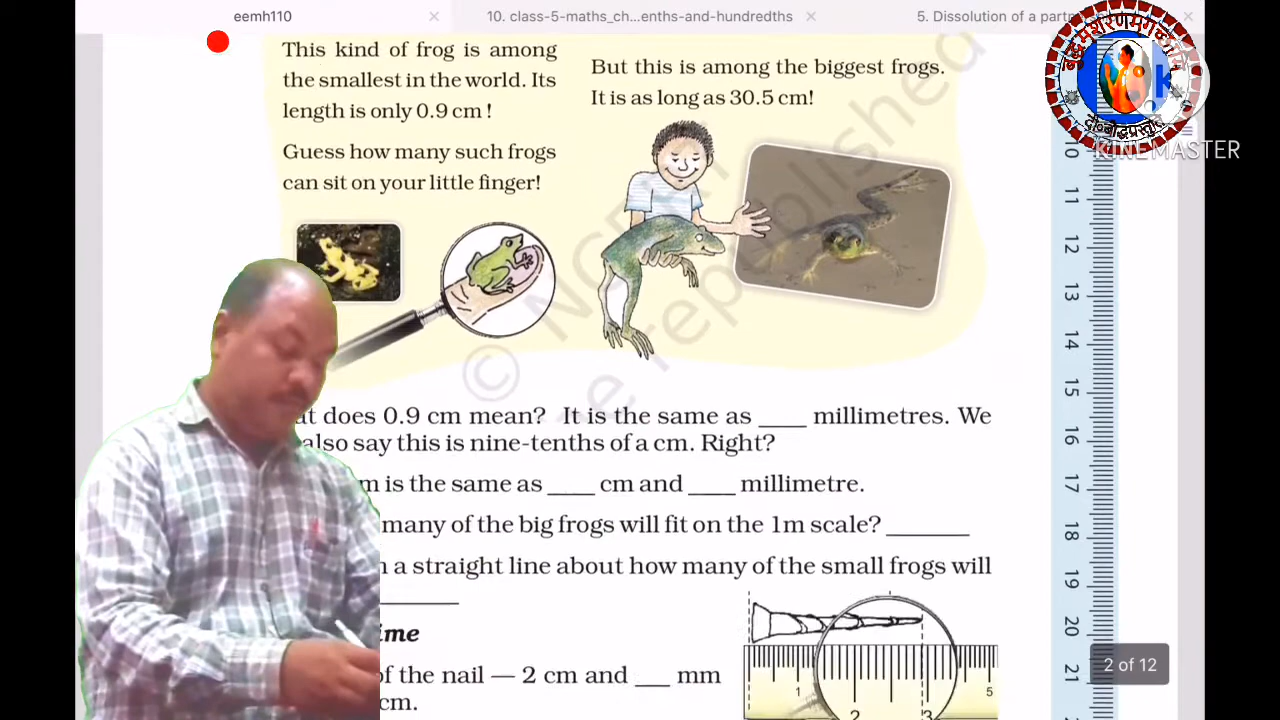 eemh110
10. class-5-maths_ch...enths-and-hundredths
5. Dissolution of a partn
This kind of frog is among
the smallest in the world. Its
length is only 0.9 cm !
Guess how many such frogs
can sit on your little finger!
But this is among the biggest frogs.
It is as long as 30.5 cm!
KINEMASTER
t does 0.9 cm mean? It is the same as ____ millimetres. We
also say this is nine-tenths of a cm. Right?
m is the same as ____ cm and ____ millimetre.
many of the big frogs will fit on the 1m scale? _______
a straight line about how many of the small frogs will
ime
of the nail — 2 cm and ___ mm
cm.
1 2 3 5
10
11
12
13
14
15
16
17
18
19
20
21
2 of 12